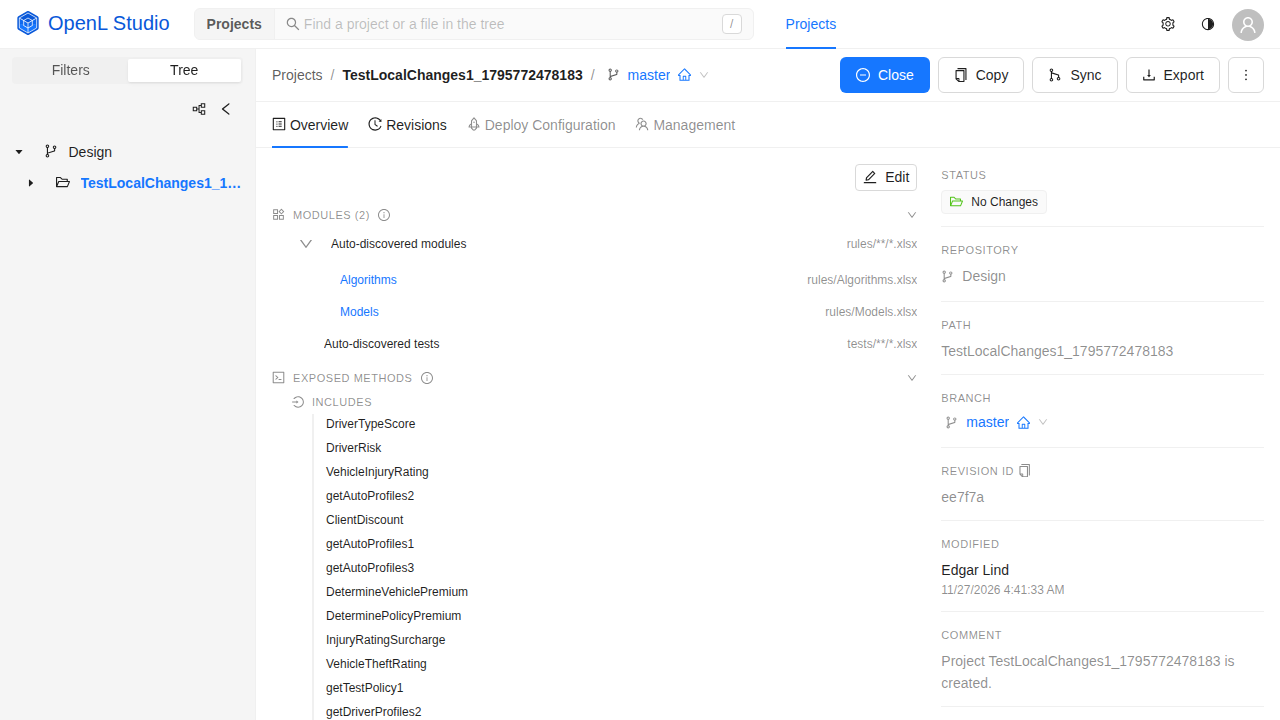 OpenL Studio
Projects
Find a project or a file in the tree
/
Projects
Filters
Tree
Design
TestLocalChanges1_1…
Projects / TestLocalChanges1_1795772478183 / master
Close
Copy
Sync
Export
Overview
Revisions
Deploy Configuration
Management
Edit
MODULES (2)
Auto-discovered modules
rules/**/*.xlsx
Algorithms
rules/Algorithms.xlsx
Models
rules/Models.xlsx
Auto-discovered tests
tests/**/*.xlsx
EXPOSED METHODS
INCLUDES
DriverTypeScore
DriverRisk
VehicleInjuryRating
getAutoProfiles2
ClientDiscount
getAutoProfiles1
getAutoProfiles3
DetermineVehiclePremium
DeterminePolicyPremium
InjuryRatingSurcharge
VehicleTheftRating
getTestPolicy1
getDriverProfiles2
STATUS
No Changes
REPOSITORY
Design
PATH
TestLocalChanges1_1795772478183
BRANCH
master
REVISION ID
ee7f7a
MODIFIED
Edgar Lind
11/27/2026 4:41:33 AM
COMMENT
Project TestLocalChanges1_1795772478183 is
created.